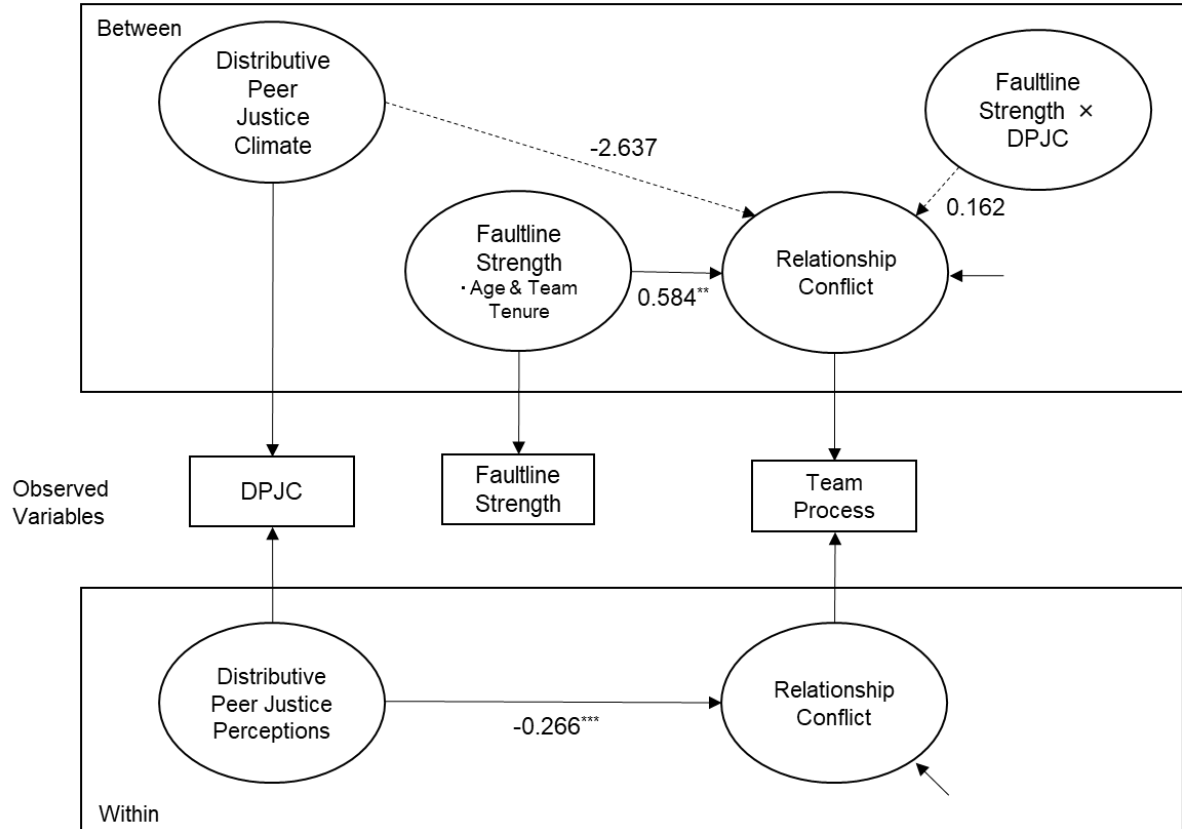 Between
Distributive
Peer
Justice
Climate
Faultline
Strength ×
DPJC
-2.637
0.162
Faultline
Strength
・Age & Team
Tenure
0.584**
Relationship
Conflict
Observed
Variables
DPJC
Faultline
Strength
Team
Process
Distributive
Peer Justice
Perceptions
-0.266***
Relationship
Conflict
Within